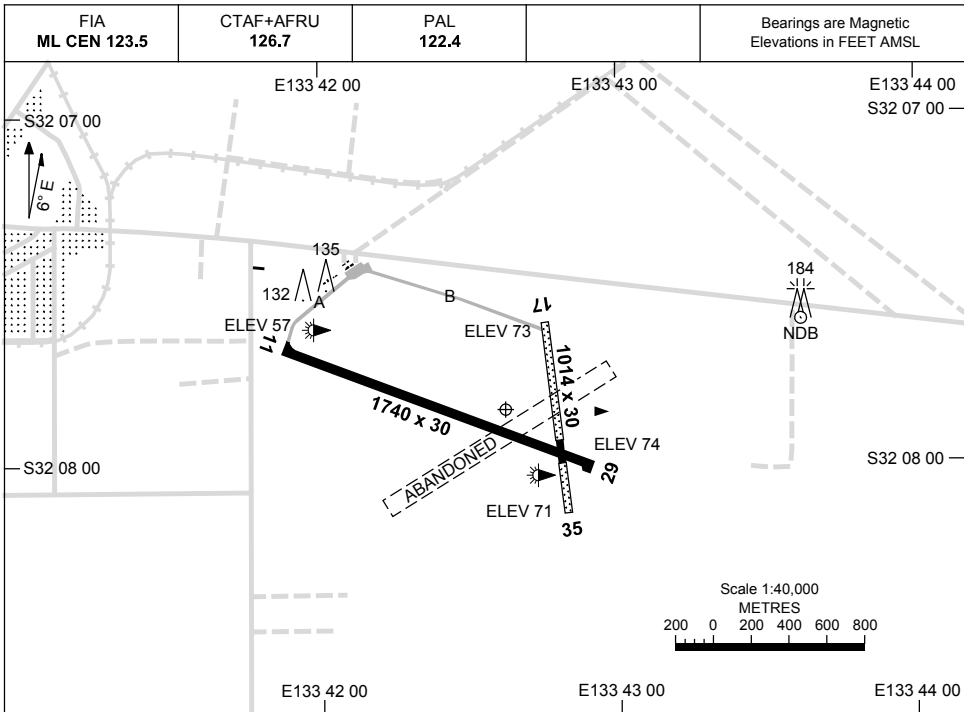 FIA
ML CEN 123.5
CTAF+AFRU
126.7
PAL
122.4
Bearings are Magnetic
Elevations in FEET AMSL
E133 42 00
E133 43 00
E133 44 00
S32 07 00
S32 07 00
6° E
135
132
A
B
184
NDB
ELEV 57
ELEV 73
17
11
1014 x 30
1740 x 30
ABANDONED
ELEV 74
29
S32 08 00
S32 08 00
ELEV 71
35
Scale 1:40,000
METRES
200 0 200 400 600 800
E133 42 00
E133 43 00
E133 44 00